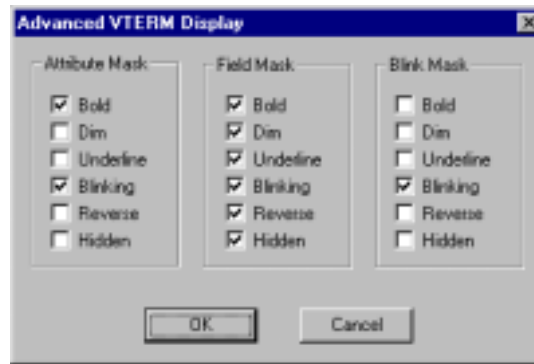 Advanced VTERM Display
Attribute Mask
Bold
Dim
Underline
Blinking
Reverse
Hidden
Field Mask
Bold
Dim
Underline
Blinking
Reverse
Hidden
Blink Mask
Bold
Dim
Underline
Blinking
Reverse
Hidden
OK
Cancel